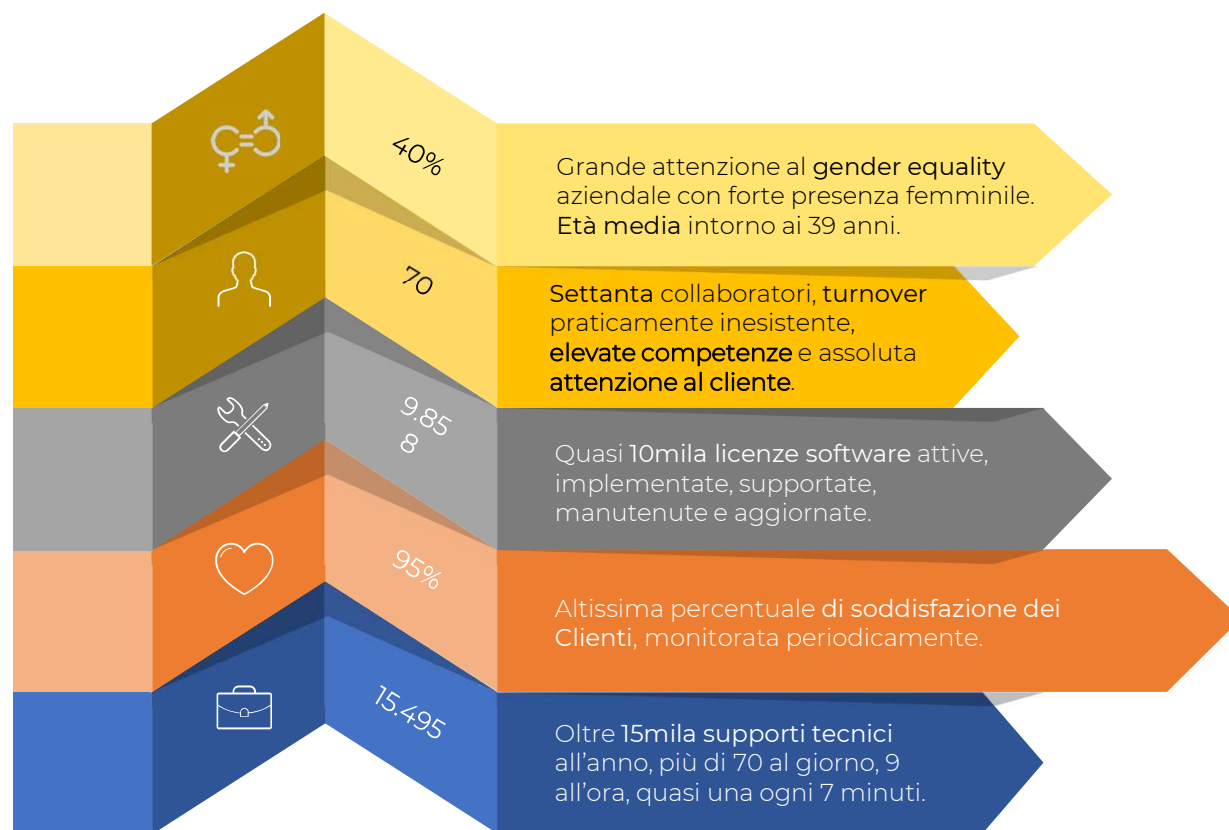 40%
Grande attenzione al gender equality
aziendale con forte presenza femminile.
Età media intorno ai 39 anni.
70
Settanta collaboratori, turnover
praticamente inesistente,
elevate competenze e assoluta
attenzione al cliente.
9.85
8
Quasi 10mila licenze software attive,
implementate, supportate,
manutenute e aggiornate.
95%
Altissima percentuale di soddisfazione dei
Clienti, monitorata periodicamente.
15.495
Oltre 15mila supporti tecnici
all’anno, più di 70 al giorno, 9
all’ora, quasi una ogni 7 minuti.